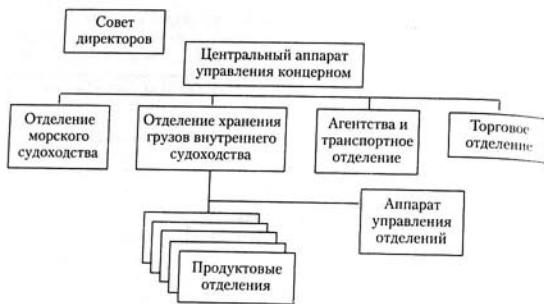 Совет
директоров
Центральный аппарат
управления концерном
Отделение
морского
судоходства
Отделение хранения
грузов внутреннего
судоходства
Агентства и
транспортное
отделение
Торговое
отделение
Аппарат
управления
отделений
Продуктовые
отделения